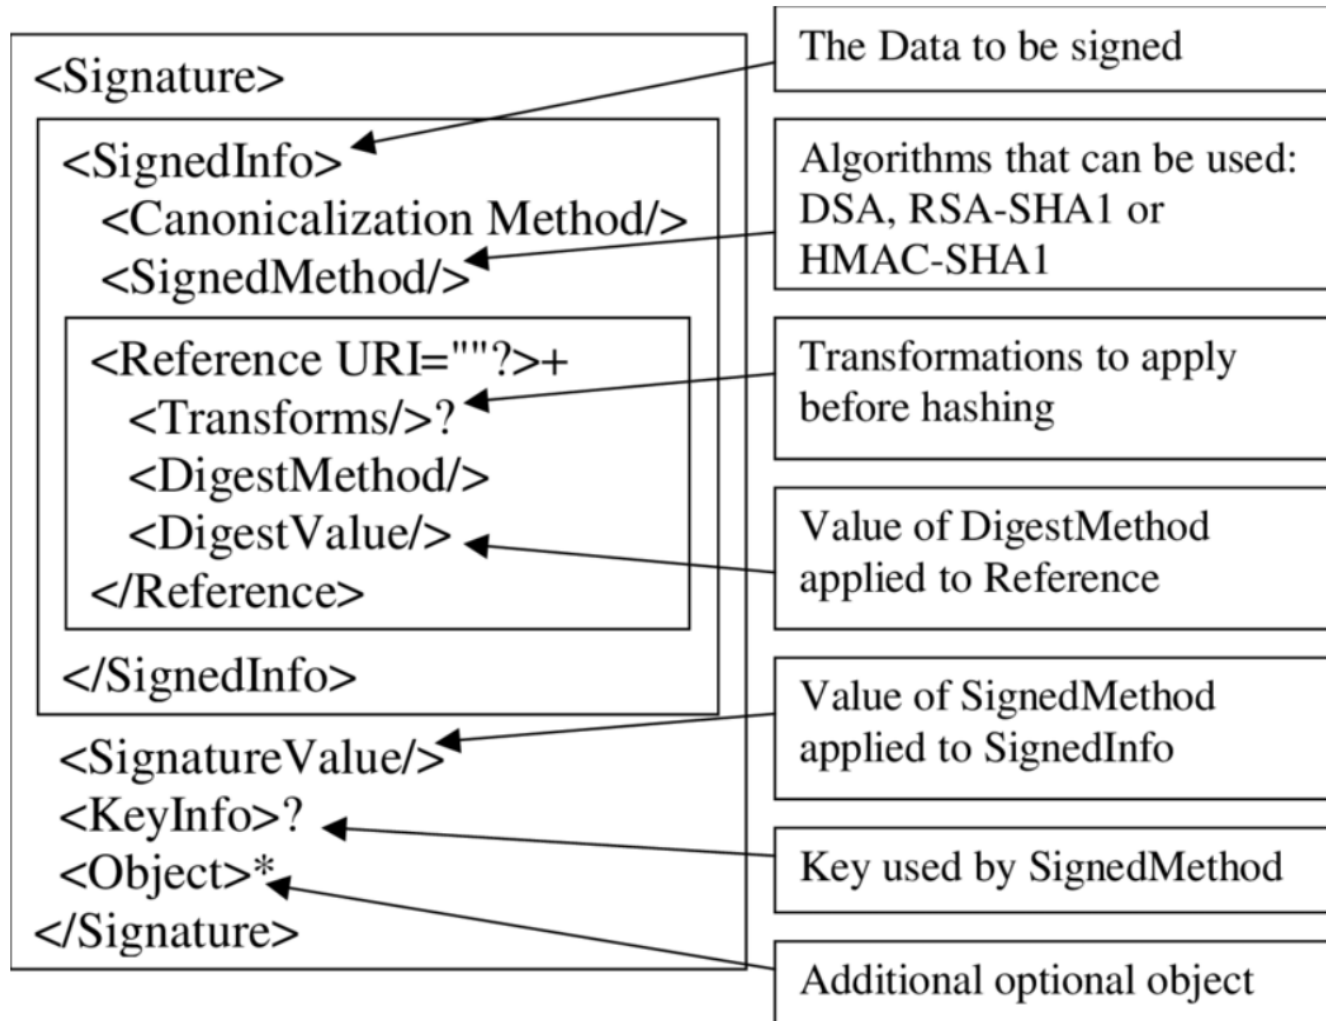 <Signature>
<SignedInfo>
<Canonicalization Method/>
<SignedMethod/>
<Reference URI=""?>+
<Transforms/>?
<DigestMethod/>
<DigestValue/>
</Reference>
</SignedInfo>
<SignatureValue/>
<KeyInfo>?
<Object>*
</Signature>
The Data to be signed
Algorithms that can be used:
DSA, RSA-SHA1 or
HMAC-SHA1
Transformations to apply
before hashing
Value of DigestMethod
applied to Reference
Value of SignedMethod
applied to SignedInfo
Key used by SignedMethod
Additional optional object